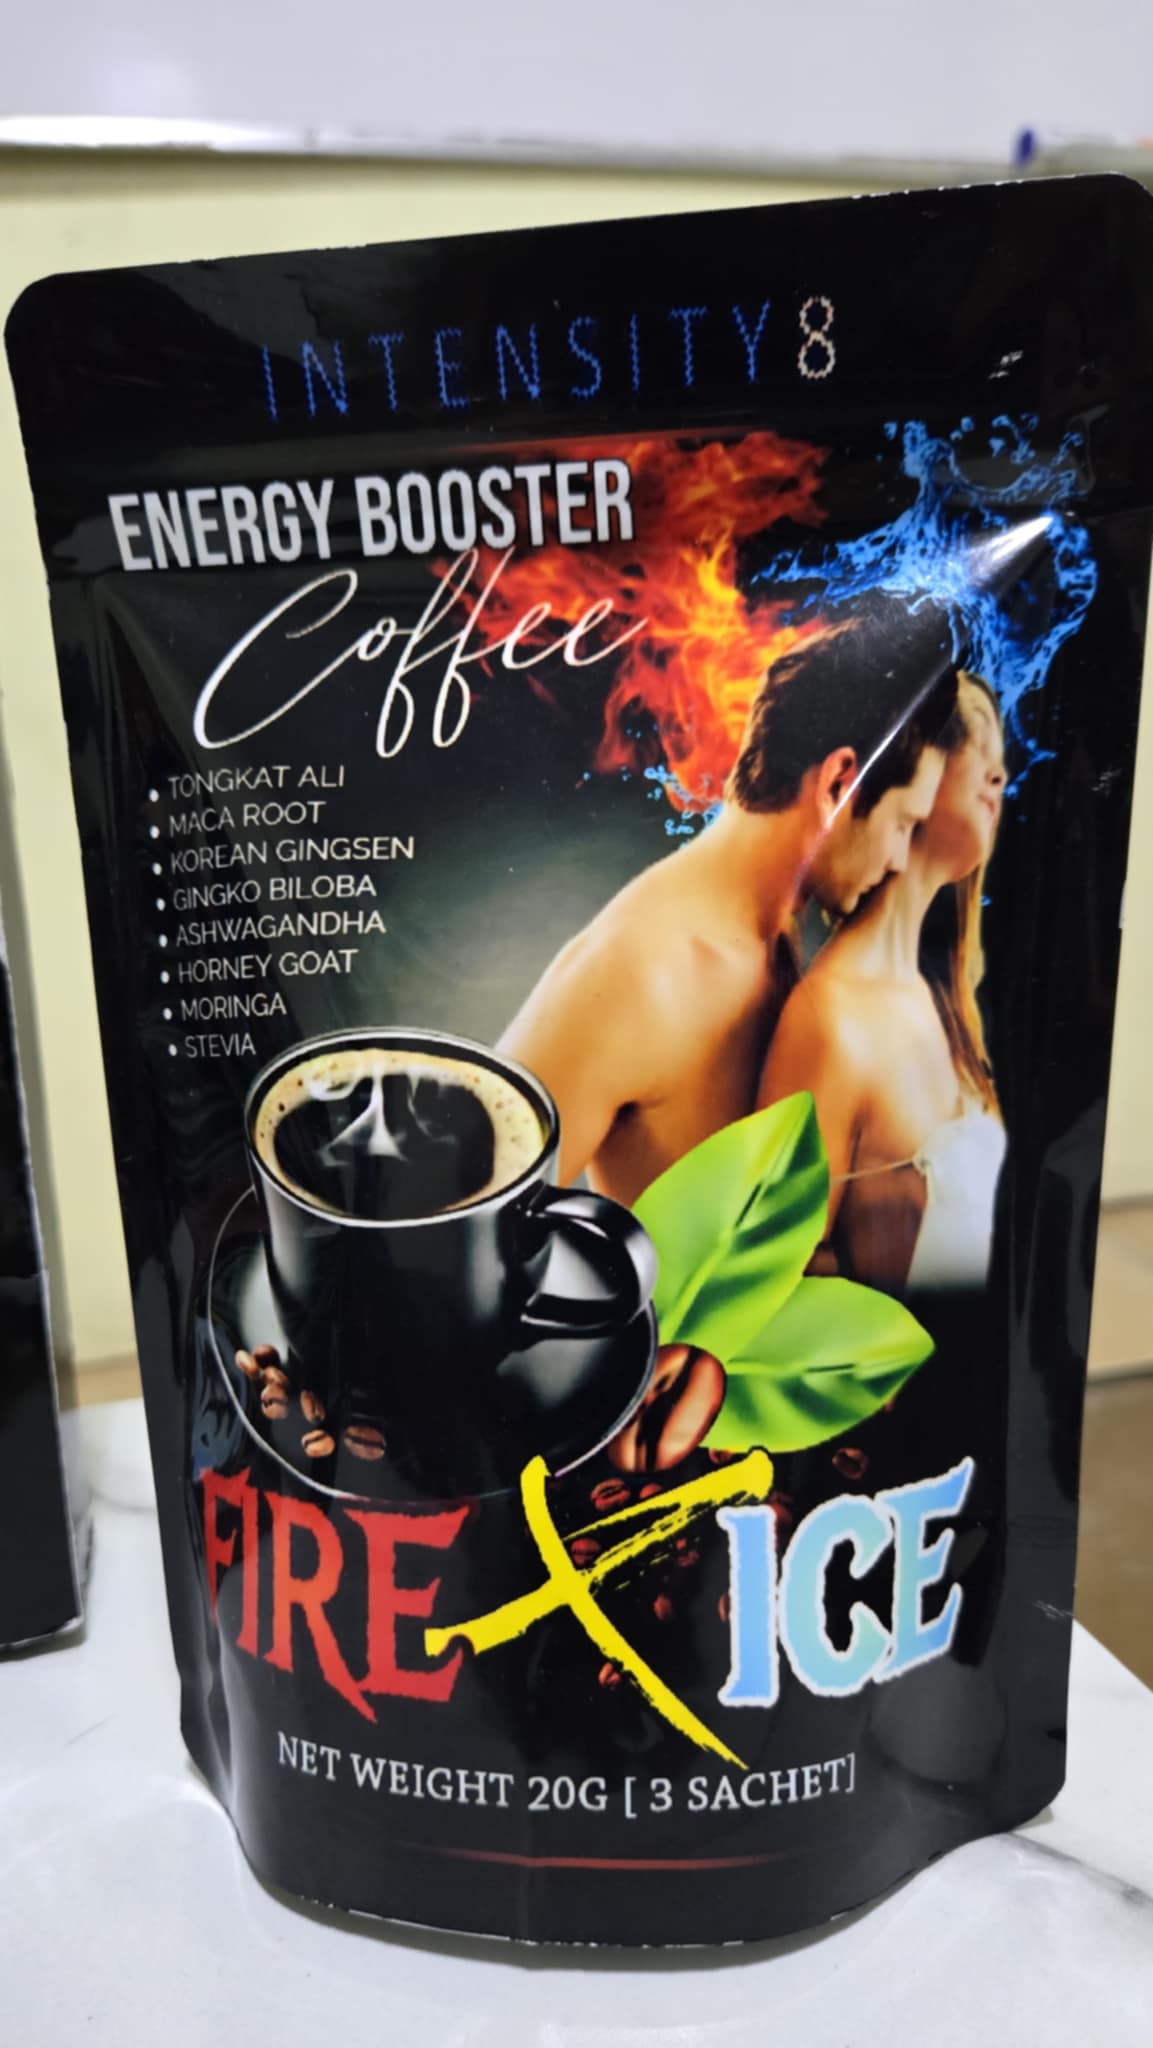 INTENSITY8
ENERGY BOOSTER
Coffee
• TONGKAT ALI
• MACA ROOT
• KOREAN GINGSEN
• GINGKO BILOBA
• ASHWAGANDHA
• HORNEY GOAT
• MORINGA
• STEVIA
FIRE X ICE
NET WEIGHT 20G [ 3 SACHET]